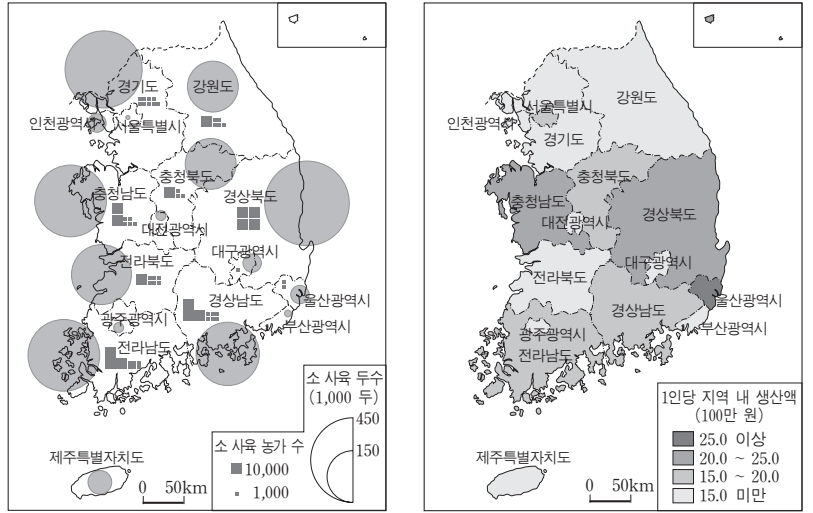 경기도
강원도
인천광역시
서울특별시
충청북도
충청남도
경상북도
대전광역시
대구광역시
전라북도
경상남도
울산광역시
광주광역시
부산광역시
전라남도
제주특별자치도
0 50km
소 사육 농가 수
10,000
1,000
소 사육 두수
(1,000 두)
450
150
서울특별시
강원도
인천광역시
경기도
충청북도
충청남도
경상북도
대전광역시
대구광역시
전라북도
경상남도
울산광역시
부산광역시
광주광역시
전라남도
제주특별자치도
0 50km
1인당 지역 내 생산액
(100만 원)
25.0 이상
20.0 ~ 25.0
15.0 ~ 20.0
15.0 미만